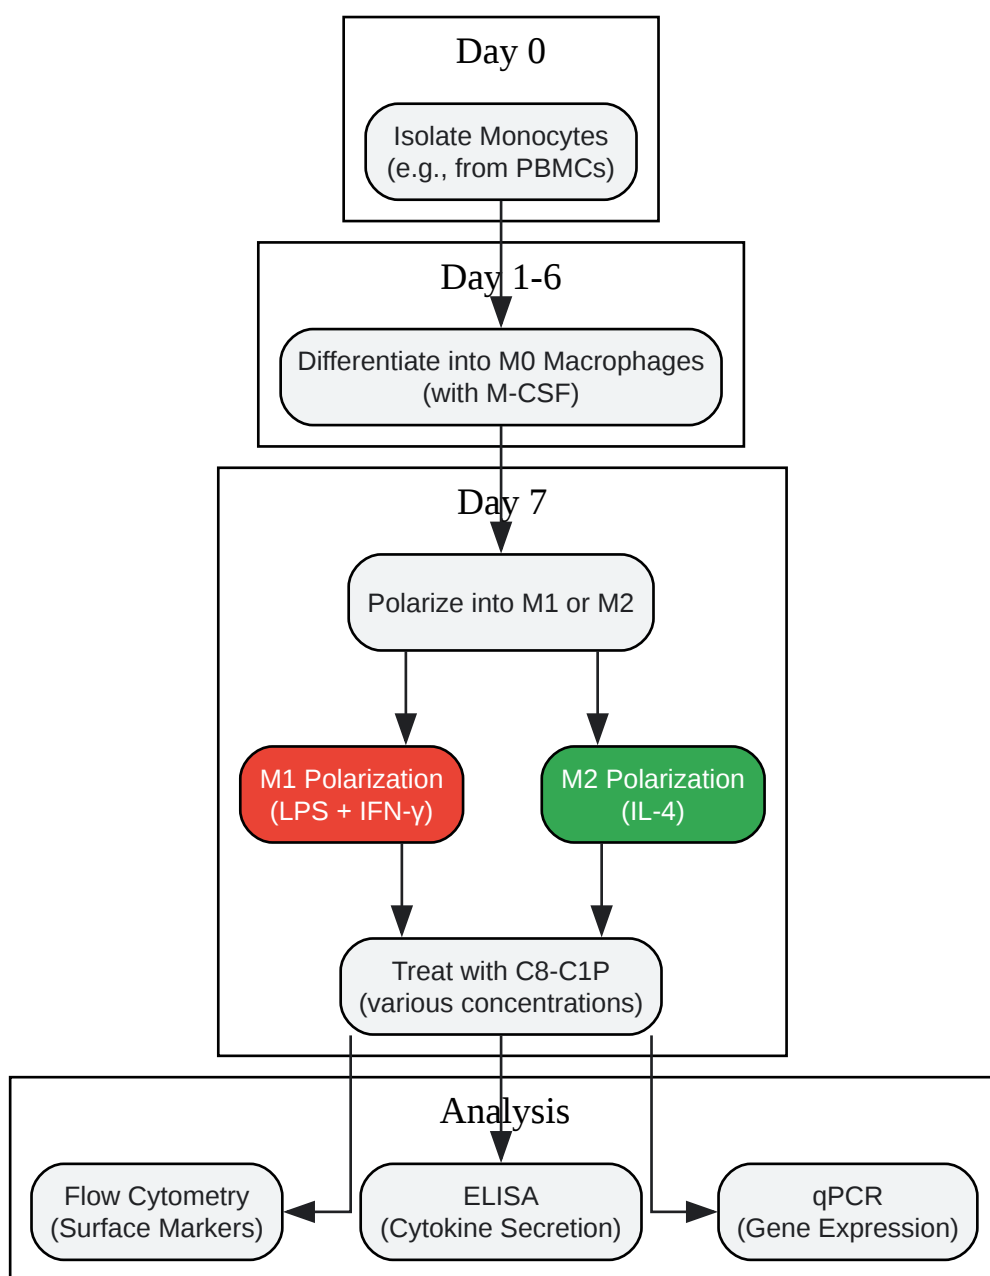 Day 0
Isolate Monocytes
(e.g., from PBMCs)
Day 1-6
Differentiate into M0 Macrophages
(with M-CSF)
Day 7
Polarize into M1 or M2
M1 Polarization
(LPS + IFN-γ)
M2 Polarization
(IL-4)
Treat with C8-C1P
(various concentrations)
Analysis
Flow Cytometry
(Surface Markers)
ELISA
(Cytokine Secretion)
qPCR
(Gene Expression)